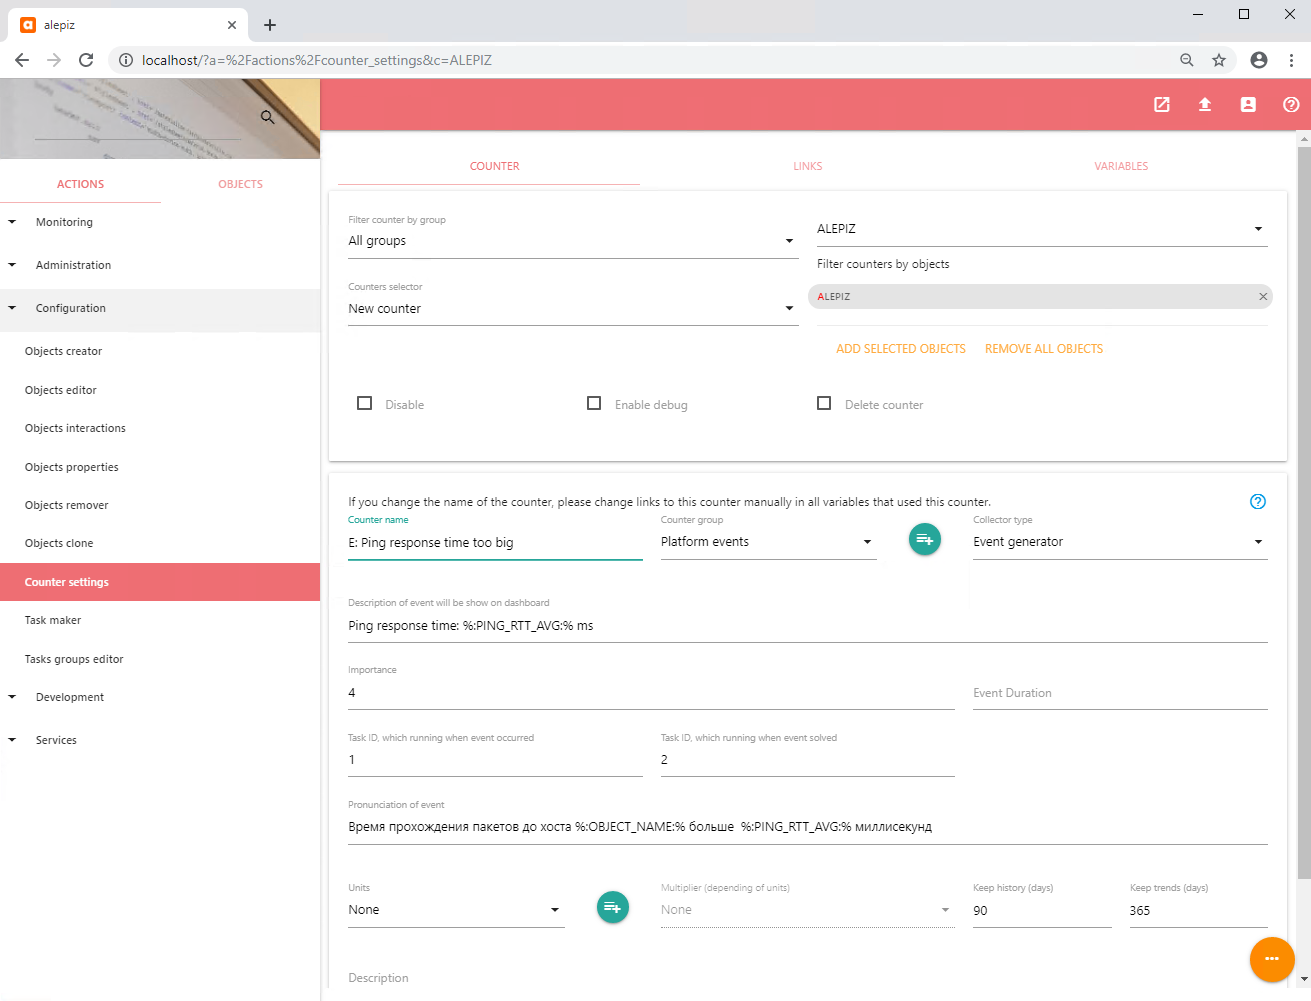 alepiz
localhost/?a=%2Factions%2Fcounter_settings&c=ALEPIZ
ACTIONS
OBJECTS
Monitoring
Administration
Configuration
Objects creator
Objects editor
Objects interactions
Objects properties
Objects remover
Objects clone
Counter settings
Task maker
Tasks groups editor
Development
Services
COUNTER
LINKS
VARIABLES
Filter counter by group
All groups
ALEPIZ
Filter counters by objects
Counters selector
New counter
ALEPIZ
ADD SELECTED OBJECTS
REMOVE ALL OBJECTS
Disable
Enable debug
Delete counter
If you change the name of the counter, please change links to this counter manually in all variables that used this counter.
Counter name
E: Ping response time too big
Counter group
Platform events
Collector type
Event generator
Description of event will be show on dashboard
Ping response time: %:PING_RTT_AVG:% ms
Importance
4
Event Duration
Task ID, which running when event occurred
1
Task ID, which running when event solved
2
Pronunciation of event
Время прохождения пакетов до хоста %:OBJECT_NAME:% больше  %:PING_RTT_AVG:% миллисекунд
Units
None
Multiplier (depending of units)
None
Keep history (days)
90
Keep trends (days)
365
Description